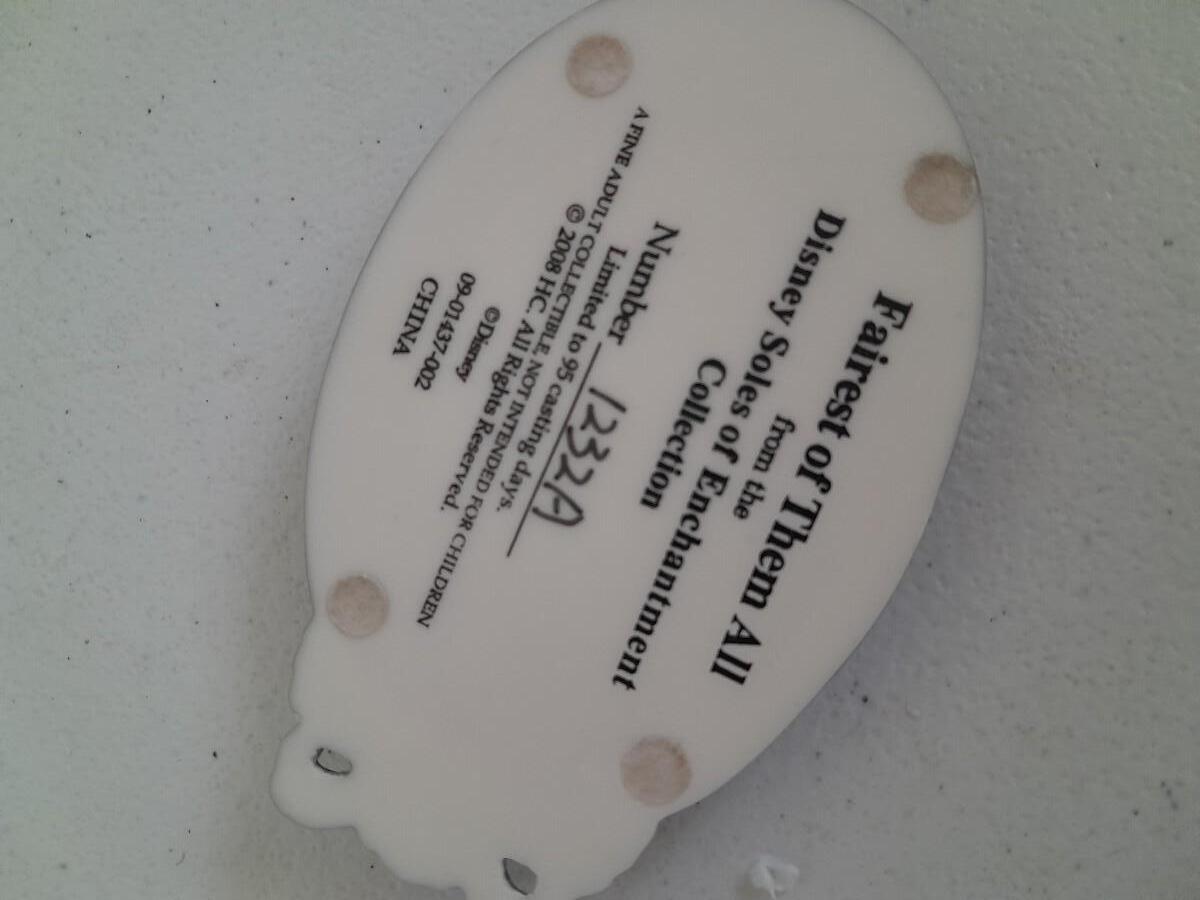 Fairest of Them All
from the
Disney Soles of Enchantment
Collection
Number 1232A
Limited to 95 casting days.
A FINE ADULT COLLECTIBLE, NOT INTENDED FOR CHILDREN
© 2008 HC. All Rights Reserved.
©Disney
09-01437-002
CHINA